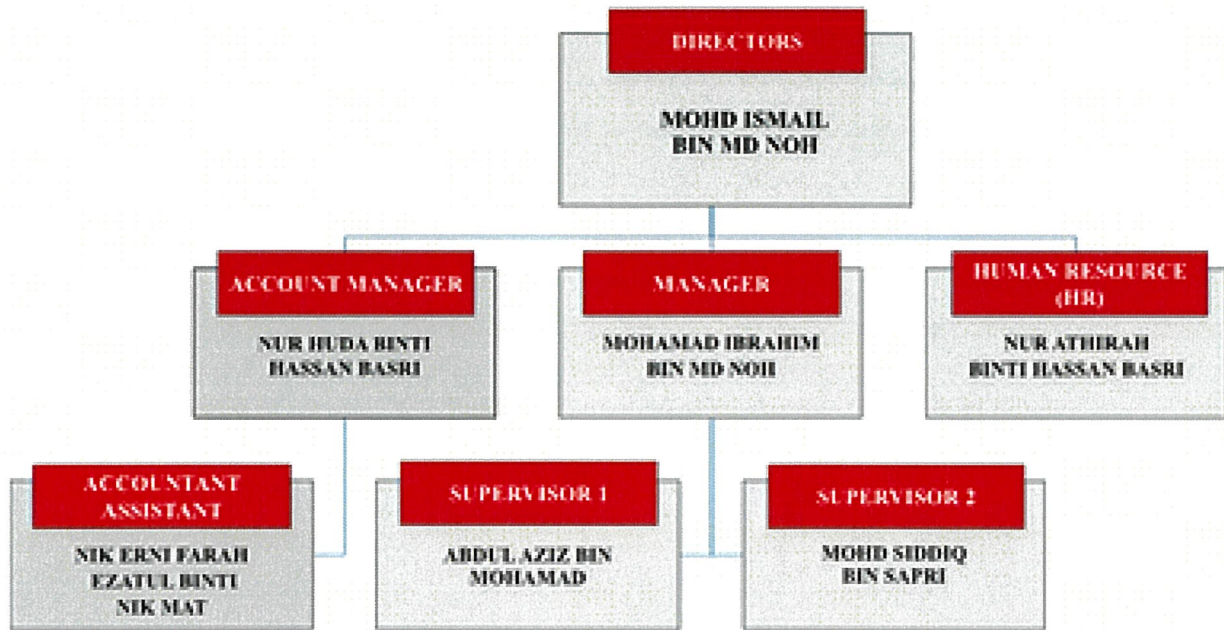 DIRECTORS
MOHD ISMAIL
BIN MD NOH
ACCOUNT MANAGER
NUR HUDA BINTI
HASSAN BASRI
MANAGER
MOHAMAD IBRAHIM
BIN MD NOH
HUMAN RESOURCE
(HR)
NUR ATHIRAH
BINTI HASSAN BASRI
ACCOUNTANT
ASSISTANT
NIK ERNI FARAH
EZATUL BINTI
NIK MAT
SUPERVISOR 1
ABDUL AZIZ BIN
MOHAMAD
SUPERVISOR 2
MOHD SIDDIQ
BIN SAPRI